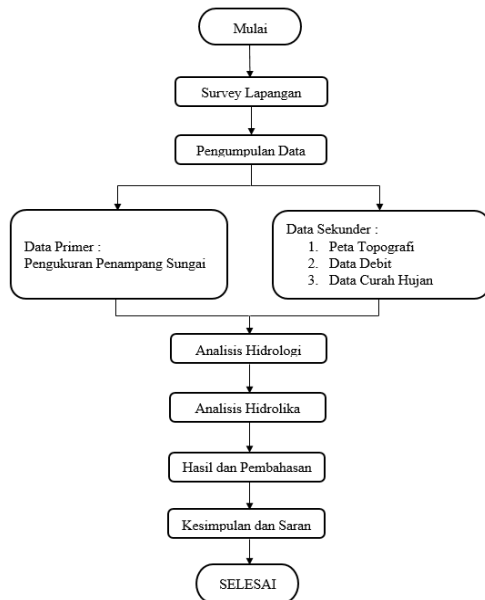 Mulai
Survey Lapangan
Pengumpulan Data
Data Primer :
Pengukuran Penampang Sungai
Data Sekunder :
1. Peta Topografi
2. Data Debit
3. Data Curah Hujan
Analisis Hidrologi
Analisis Hidrolika
Hasil dan Pembahasan
Kesimpulan dan Saran
SELESAI